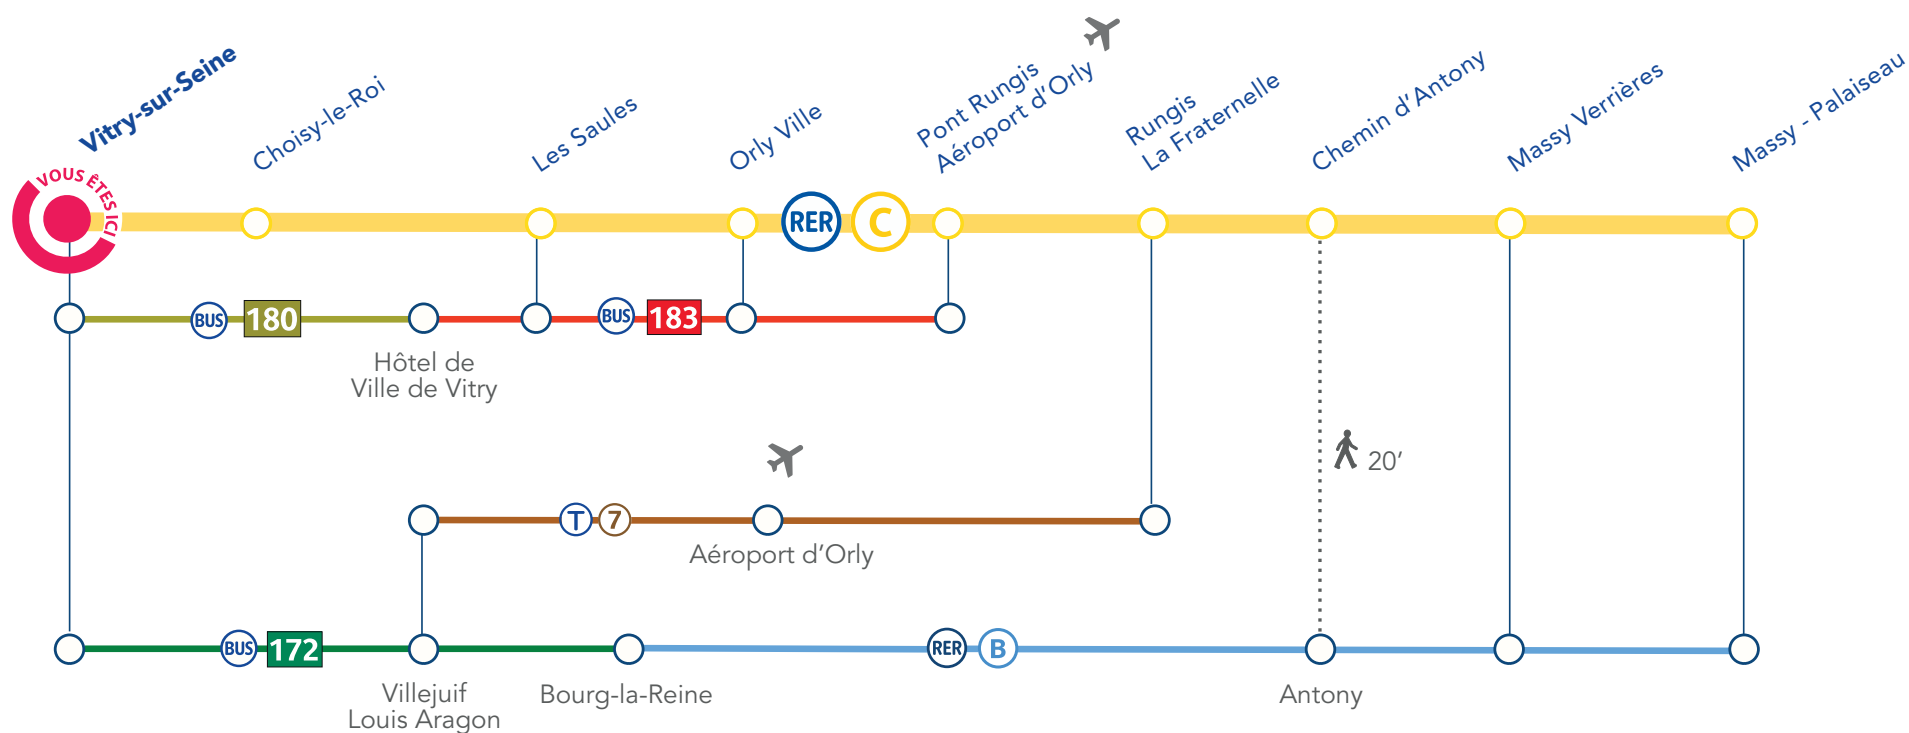 Vitry-sur-Seine
Choisy-le-Roi
Les Saules
Orly Ville
Pont Rungis
Aéroport d'Orly
Rungis
La Fraternelle
Chemin d'Antony
Massy Verrières
Massy - Palaiseau
VOUS ÊTES ICI
RER C
BUS 180
BUS 183
Hôtel de
Ville de Vitry
20'
T 7
Aéroport d'Orly
BUS 172
RER B
Villejuif
Louis Aragon
Bourg-la-Reine
Antony